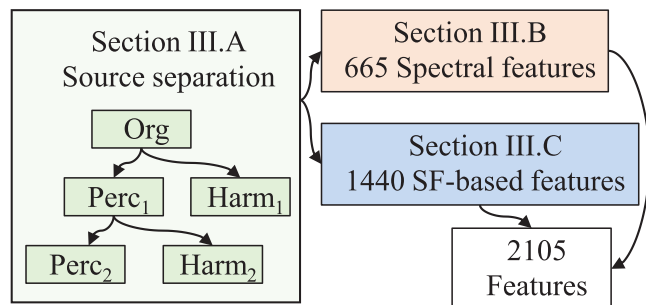 Section III.A
Source separation
Org
Perc₁
Harm₁
Perc₂
Harm₂
Section III.B
665 Spectral features
Section III.C
1440 SF-based features
2105
Features